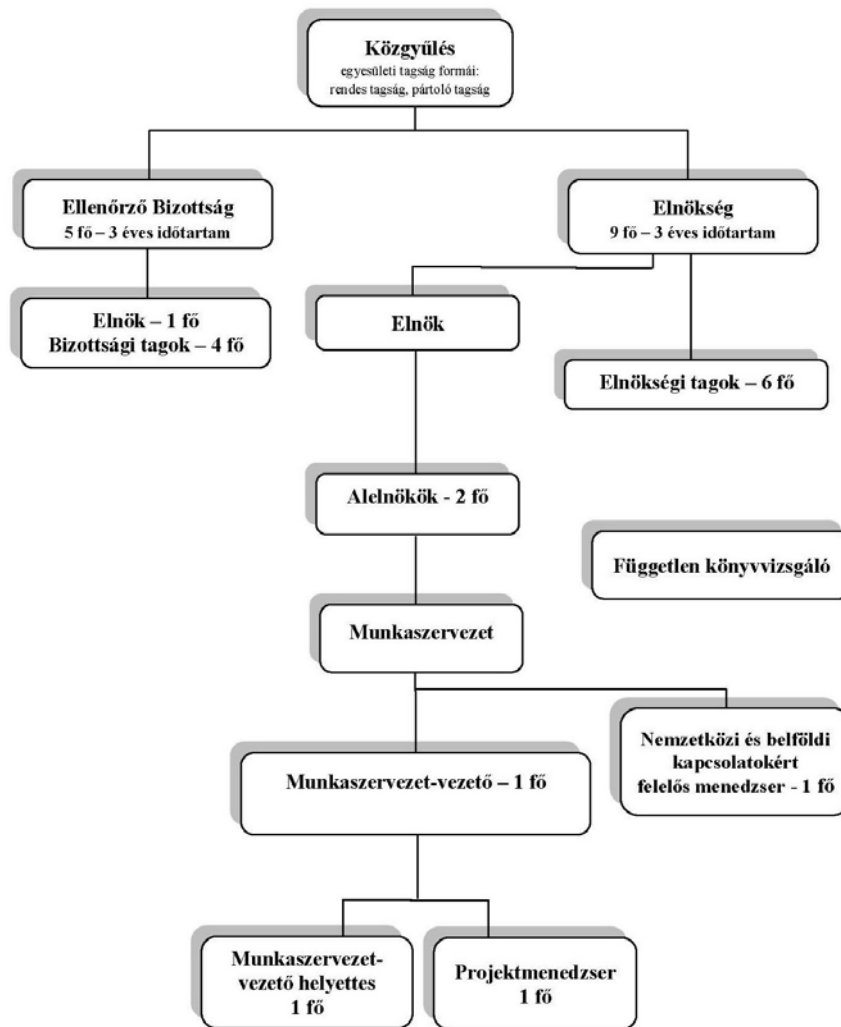 Közgyűlés
egyesületi tagság formái:
rendes tagság, pártoló tagság
Ellenőrző Bizottság
5 fő – 3 éves időtartam
Elnökség
9 fő – 3 éves időtartam
Elnök – 1 fő
Bizottsági tagok – 4 fő
Elnök
Elnökségi tagok – 6 fő
Alelnökök - 2 fő
Független könyvvizsgáló
Munkaszervezet
Nemzetközi és belföldi
kapcsolatokért
felelős menedzser - 1 fő
Munkaszervezet-vezető – 1 fő
Munkaszervezet-
vezető helyettes
1 fő
Projektmenedzser
1 fő